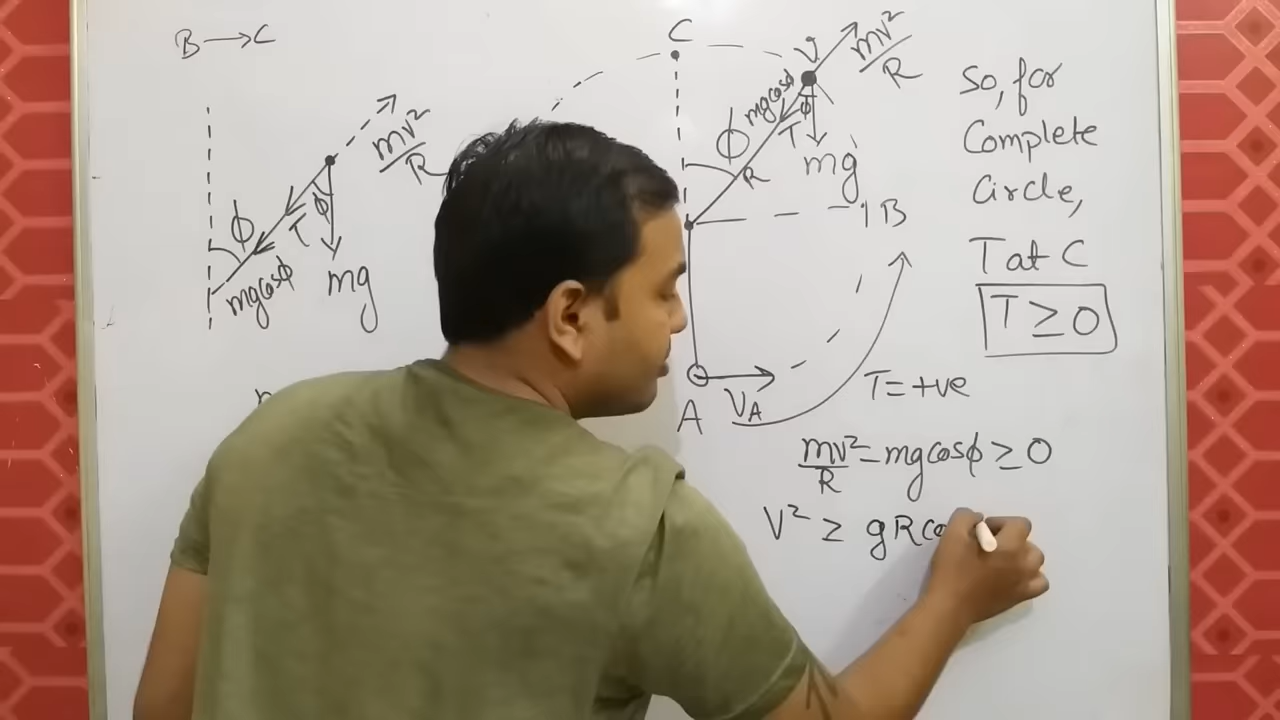 B → C
mv²/R
ϕ
ϕ
T
mgcosϕ
mg
C
V
mv²/R
mgcosϕ
ϕ
T
ϕ
R
mg
B
A
V_A
T = +ve
So, for
Complete
Circle,
T at C
T ≥ 0
mv²/R - mgcosϕ ≥ 0
V² ≥ gRco